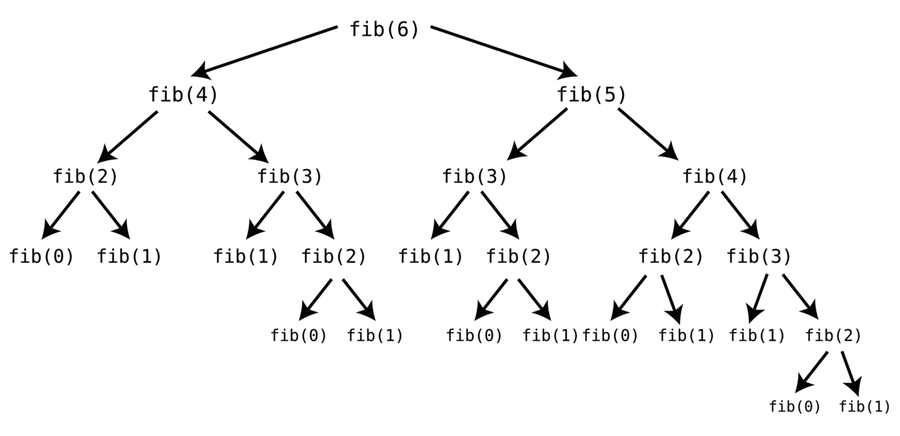 fib(6)
fib(4) fib(5)
fib(2) fib(3) fib(3) fib(4)
fib(0) fib(1) fib(1) fib(2) fib(1) fib(2) fib(2) fib(3)
fib(0) fib(1) fib(0) fib(1) fib(0) fib(1) fib(1) fib(2)
fib(0) fib(1)